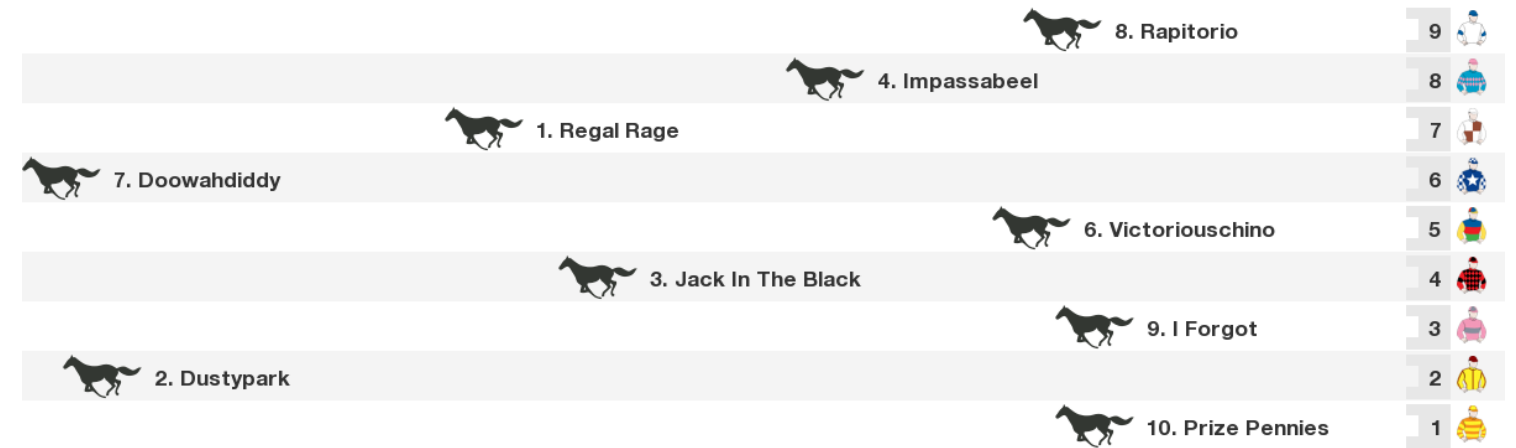 8. Rapitorio 9
4. Impassabeel 8
1. Regal Rage 7
7. Doowahdiddy 6
6. Victoriouschino 5
3. Jack In The Black 4
9. I Forgot 3
2. Dustypark 2
10. Prize Pennies 1